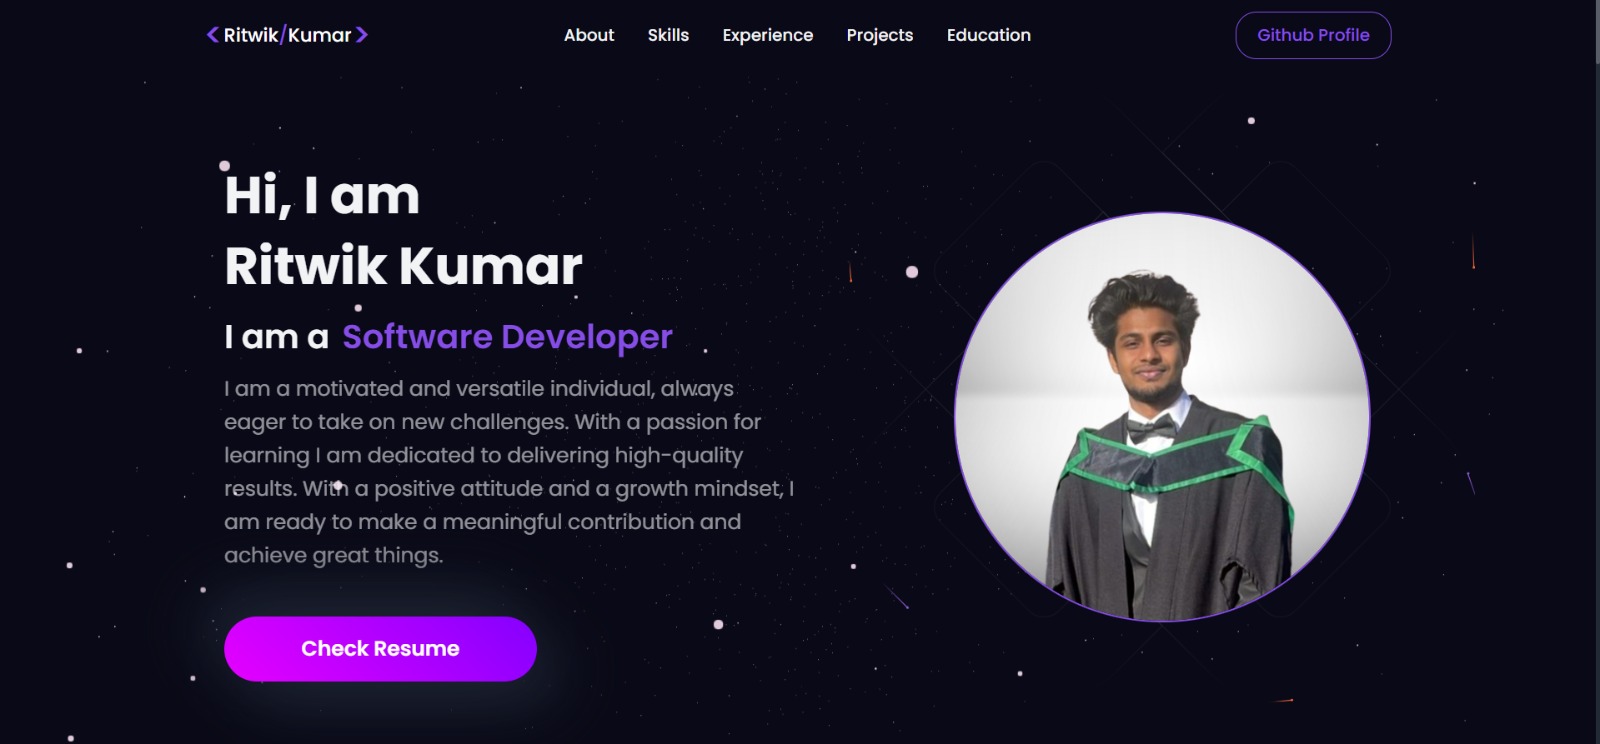 <Ritwik/Kumar>
About
Skills
Experience
Projects
Education
Github Profile
Hi, I am
Ritwik Kumar
I am a Software Developer
I am a motivated and versatile individual, always
eager to take on new challenges. With a passion for
learning I am dedicated to delivering high-quality
results. With a positive attitude and a growth mindset, I
am ready to make a meaningful contribution and
achieve great things.
Check Resume